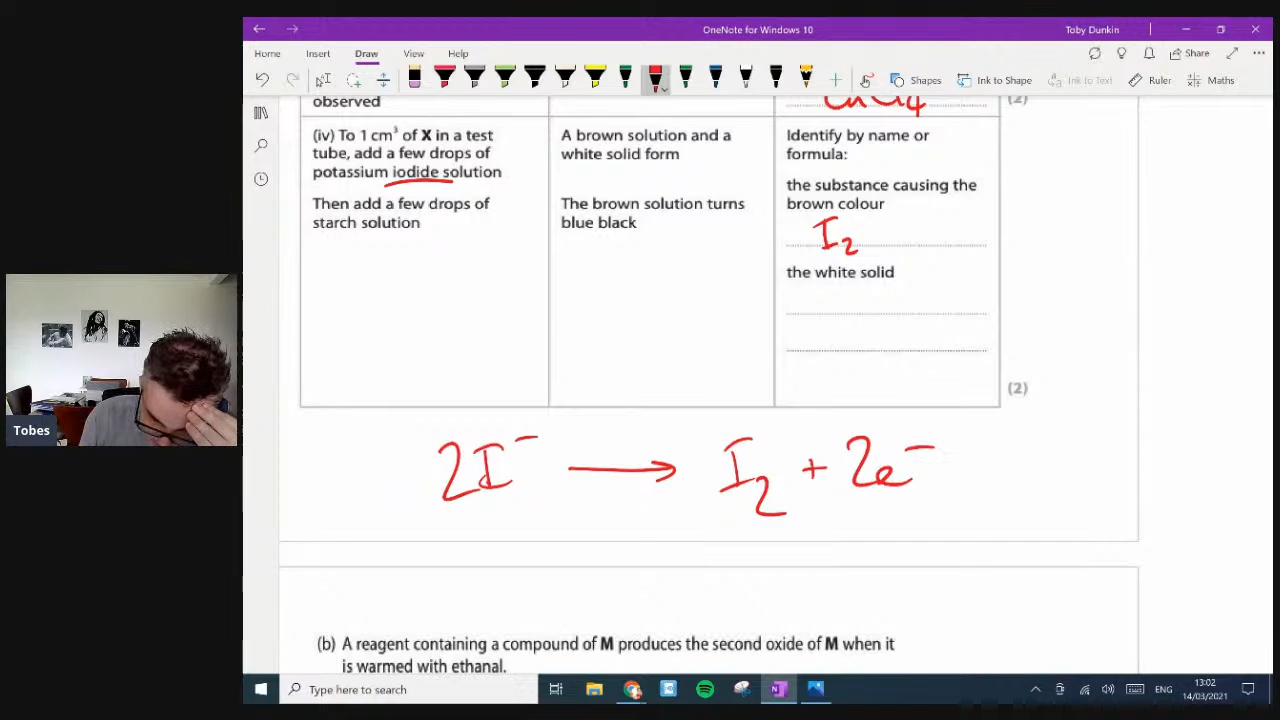 OneNote for Windows 10
Toby Dunkin
Home Insert Draw View Help
Share
Shapes
Ink to Shape
Ink to Text
Ruler
Maths
observed
CuCl4
(2)
(iv) To 1 cm³ of X in a test
tube, add a few drops of
potassium iodide solution
Then add a few drops of
starch solution
A brown solution and a
white solid form
The brown solution turns
blue black
Identify by name or
formula:
the substance causing the
brown colour
I₂
the white solid
(2)
2I⁻ → I₂ + 2e⁻
Tobes
(b) A reagent containing a compound of M produces the second oxide of M when it
is warmed with ethanal.
Type here to search
ENG
13:02
14/03/2021